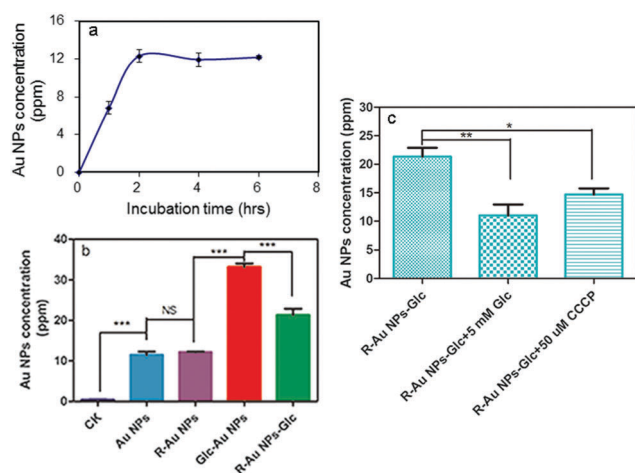 a
Au NPs concentration
(ppm)
16
12
8
4
0
0 2 4 6 8
Incubation time (hrs)
b
Au NPs concentration
(ppm)
40
30
20
10
0
***
NS
***
***
CK
Au NPs
R-Au NPs
Glc-Au NPs
R-Au NPs-Glc
c
Au NPs concentration (ppm)
30
25
20
15
10
5
0
*
**
R-Au NPs-Glc
R-Au NPs-Glc+5 mM Glc
R-Au NPs-Glc+50 uM CCCP